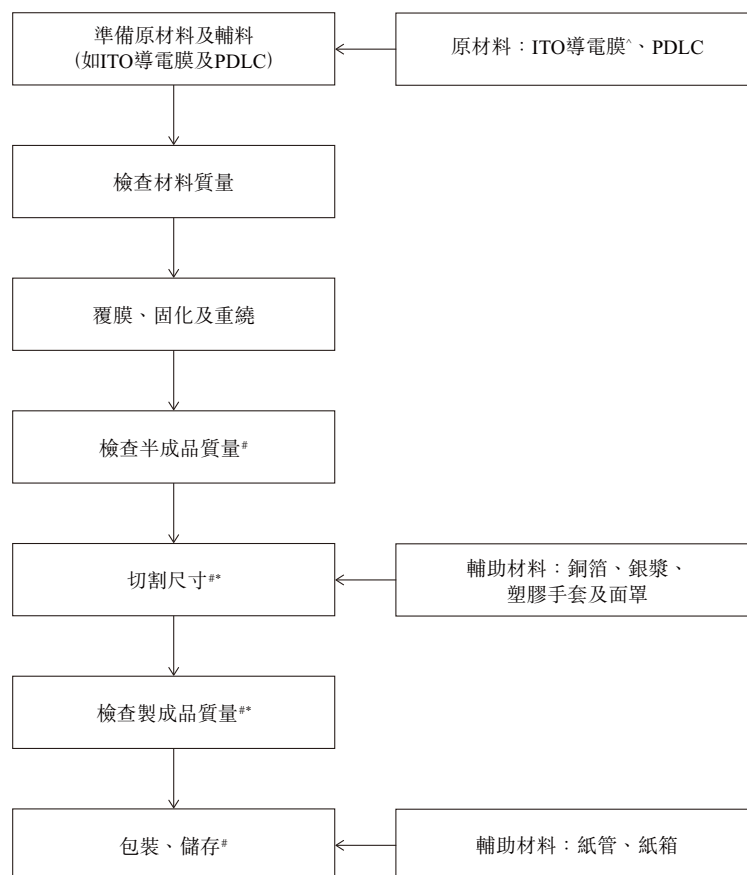 準備原材料及輔料
(如ITO導電膜及PDLC)
原材料：ITO導電膜^、PDLC
檢查材料質量
覆膜、固化及重繞
檢查半成品質量#
切割尺寸#*
輔助材料：銅箔、銀漿、
塑膠手套及面罩
檢查製成品質量#*
包裝、儲存#
輔助材料：紙管、紙箱